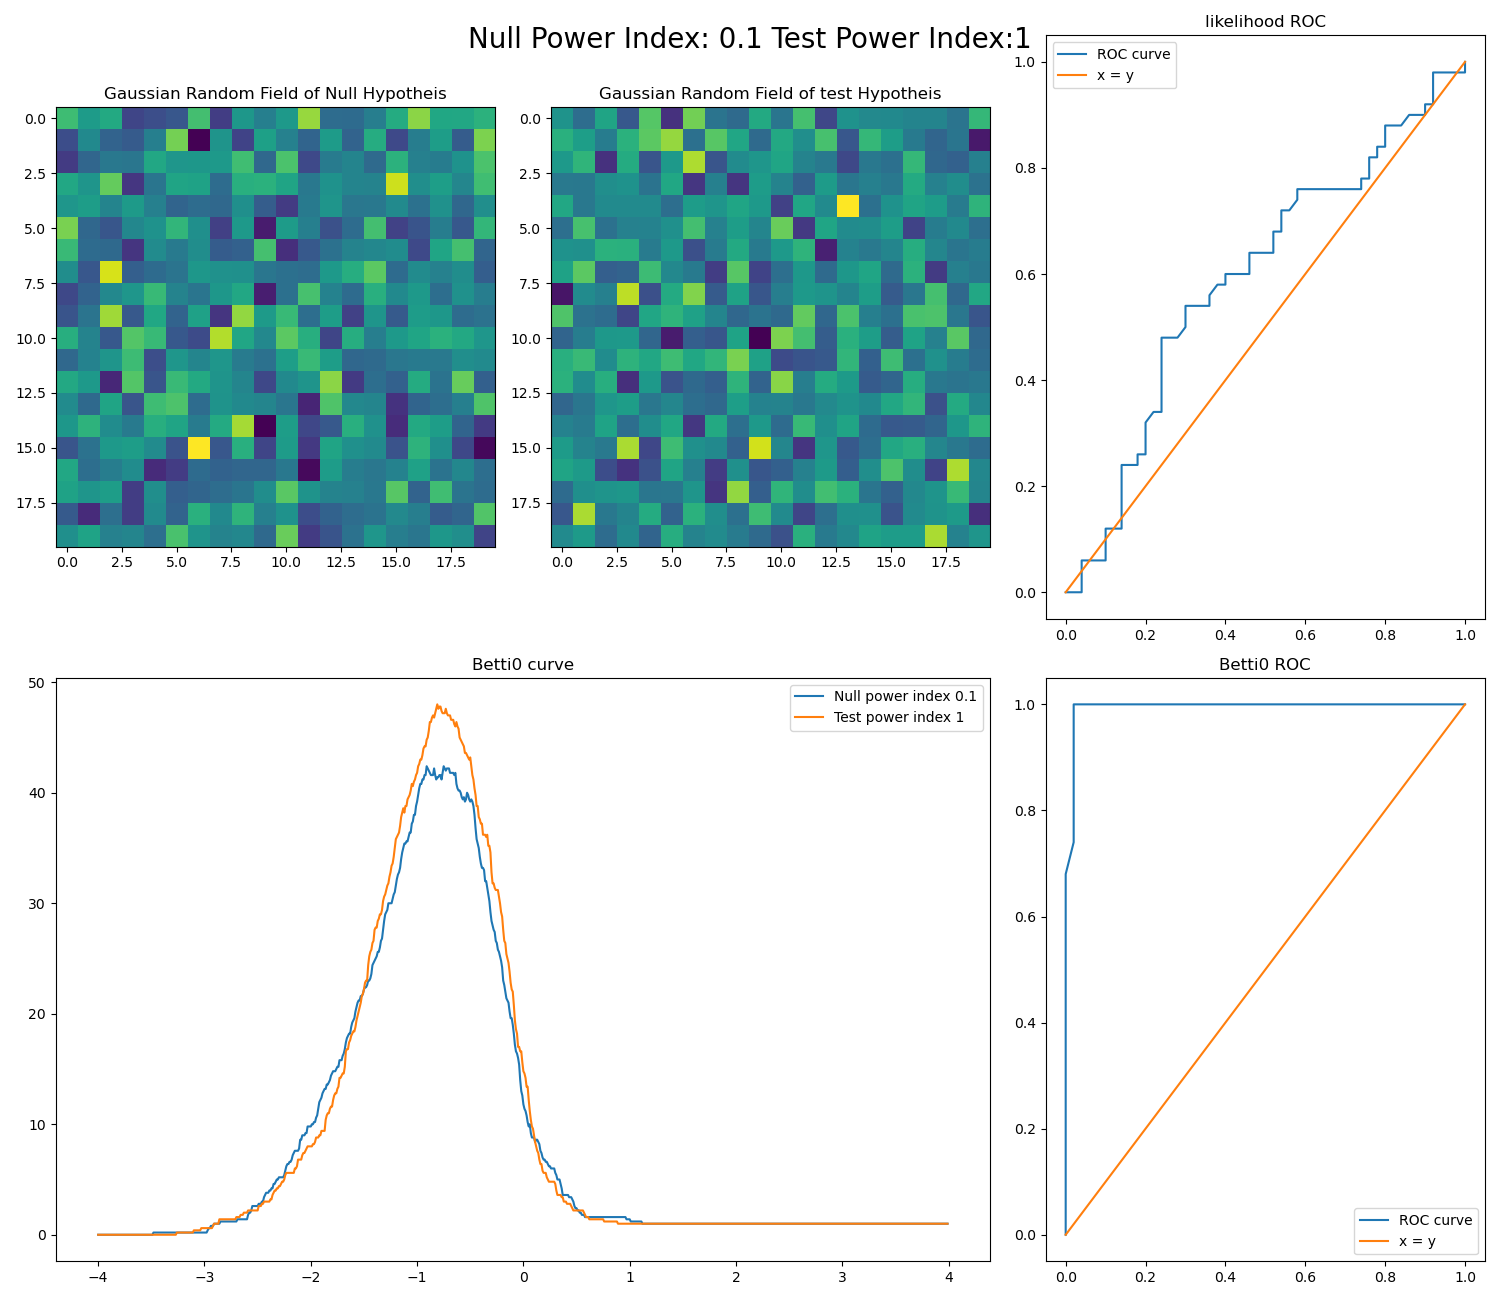 Null Power Index: 0.1 Test Power Index:1
Gaussian Random Field of Null Hypotheis
0.0
2.5
5.0
7.5
10.0
12.5
15.0
17.5
0.0 2.5 5.0 7.5 10.0 12.5 15.0 17.5
Gaussian Random Field of test Hypotheis
0.0
2.5
5.0
7.5
10.0
12.5
15.0
17.5
0.0 2.5 5.0 7.5 10.0 12.5 15.0 17.5
likelihood ROC
ROC curve
x = y
1.0
0.8
0.6
0.4
0.2
0.0
0.0 0.2 0.4 0.6 0.8 1.0
Betti0 curve
Null power index 0.1
Test power index 1
50
40
30
20
10
0
−4 −3 −2 −1 0 1 2 3 4
Betti0 ROC
1.0
0.8
0.6
0.4
0.2
0.0
ROC curve
x = y
0.0 0.2 0.4 0.6 0.8 1.0